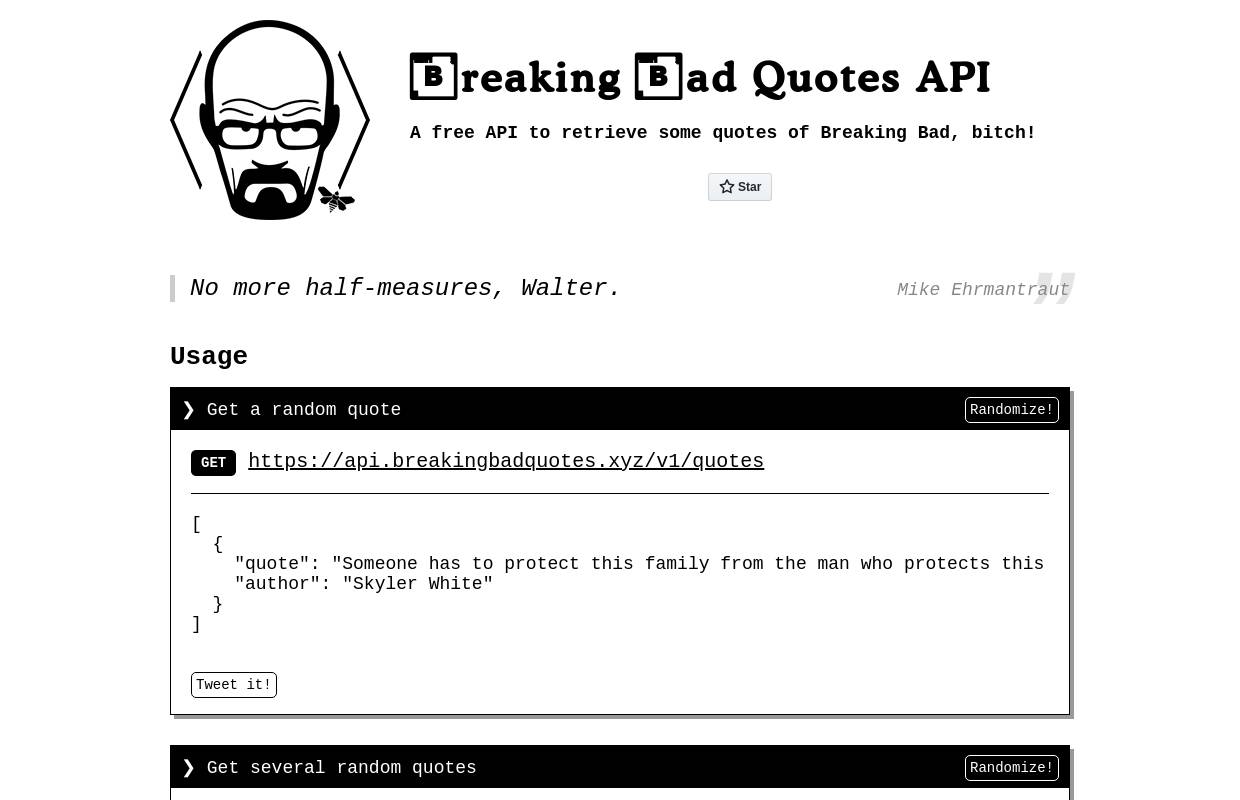 Breaking Bad Quotes API
A free API to retrieve some quotes of Breaking Bad, bitch!
Star
No more half-measures, Walter.
Mike Ehrmantraut
Usage
❯ Get a random quote
Randomize!
GET https://api.breakingbadquotes.xyz/v1/quotes
[
  {
    "quote": "Someone has to protect this family from the man who protects this
    "author": "Skyler White"
  }
]
Tweet it!
❯ Get several random quotes
Randomize!